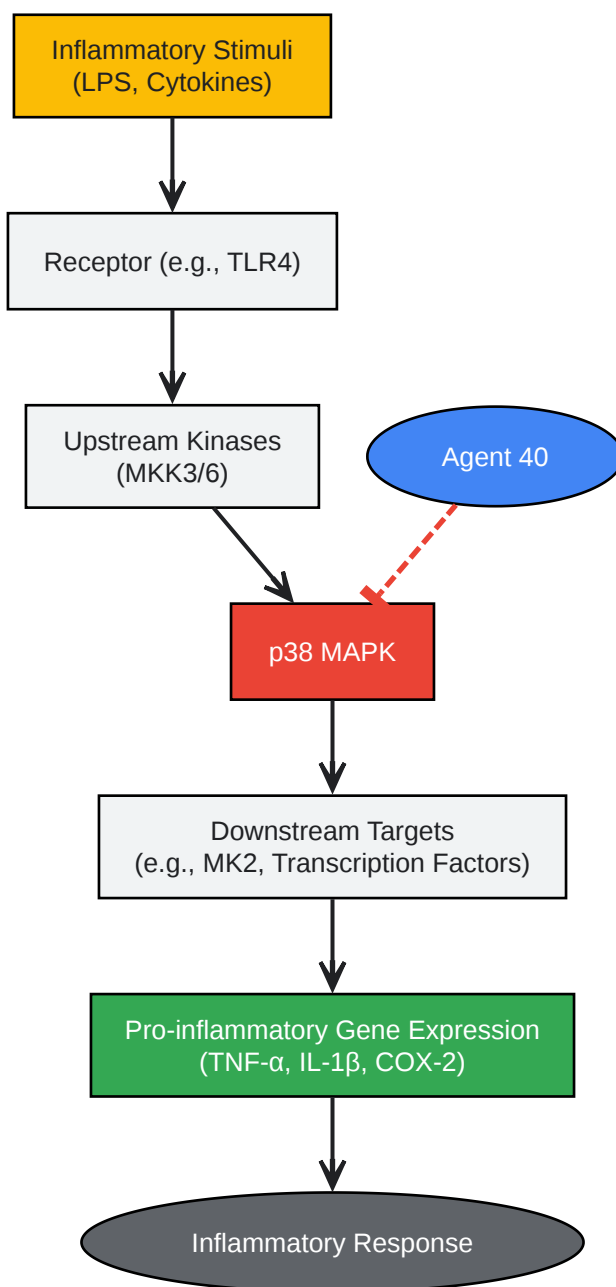 Inflammatory Stimuli
(LPS, Cytokines)
Receptor (e.g., TLR4)
Upstream Kinases
(MKK3/6)
Agent 40
p38 MAPK
Downstream Targets
(e.g., MK2, Transcription Factors)
Pro-inflammatory Gene Expression
(TNF-α, IL-1β, COX-2)
Inflammatory Response